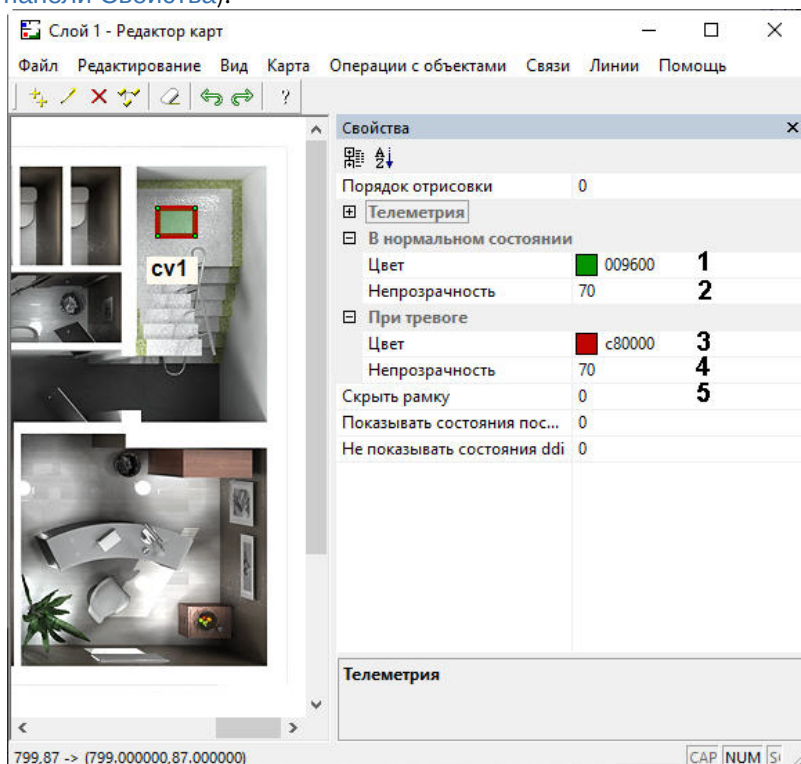 панели Свойства).
Слой 1 - Редактор карт
Файл Редактирование Вид Карта Операции с объектами Связи Линии Помощь
?
Свойства
Порядок отрисовки 0
Телеметрия
В нормальном состоянии
Цвет 009600 1
Непрозрачность 70 2
При тревоге
Цвет c80000 3
Непрозрачность 70 4
Скрыть рамку 0 5
Показывать состояния пос... 0
Не показывать состояния ddi 0
cv1
Телеметрия
799,87 -> (799.000000,87.000000)
CAP NUM